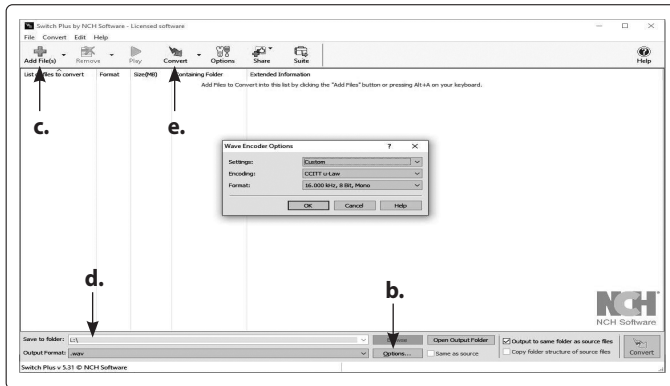 Switch Plus by NCH Software - Licensed software
File Convert Edit Help
Add File(s) Remove Play Convert Options Share Suite Help
List of files to convert Format Size(MB) Containing Folder Extended Information
Add Files to Convert into this list by clicking the "Add Files" button or pressing Alt+A on your keyboard.
c.
e.
Wave Encoder Options ? ×
Settings: Custom
Encoding: CCITT u-Law
Format: 16.000 kHz, 8 Bit, Mono
OK Cancel Help
d.
b.
NCH
NCH Software
Save to folder: L:\ Browse Open Output Folder Output to same folder as source files
Output Format: .wav Options... Same as source Copy folder structure of source files Convert
Switch Plus v 5.31 © NCH Software